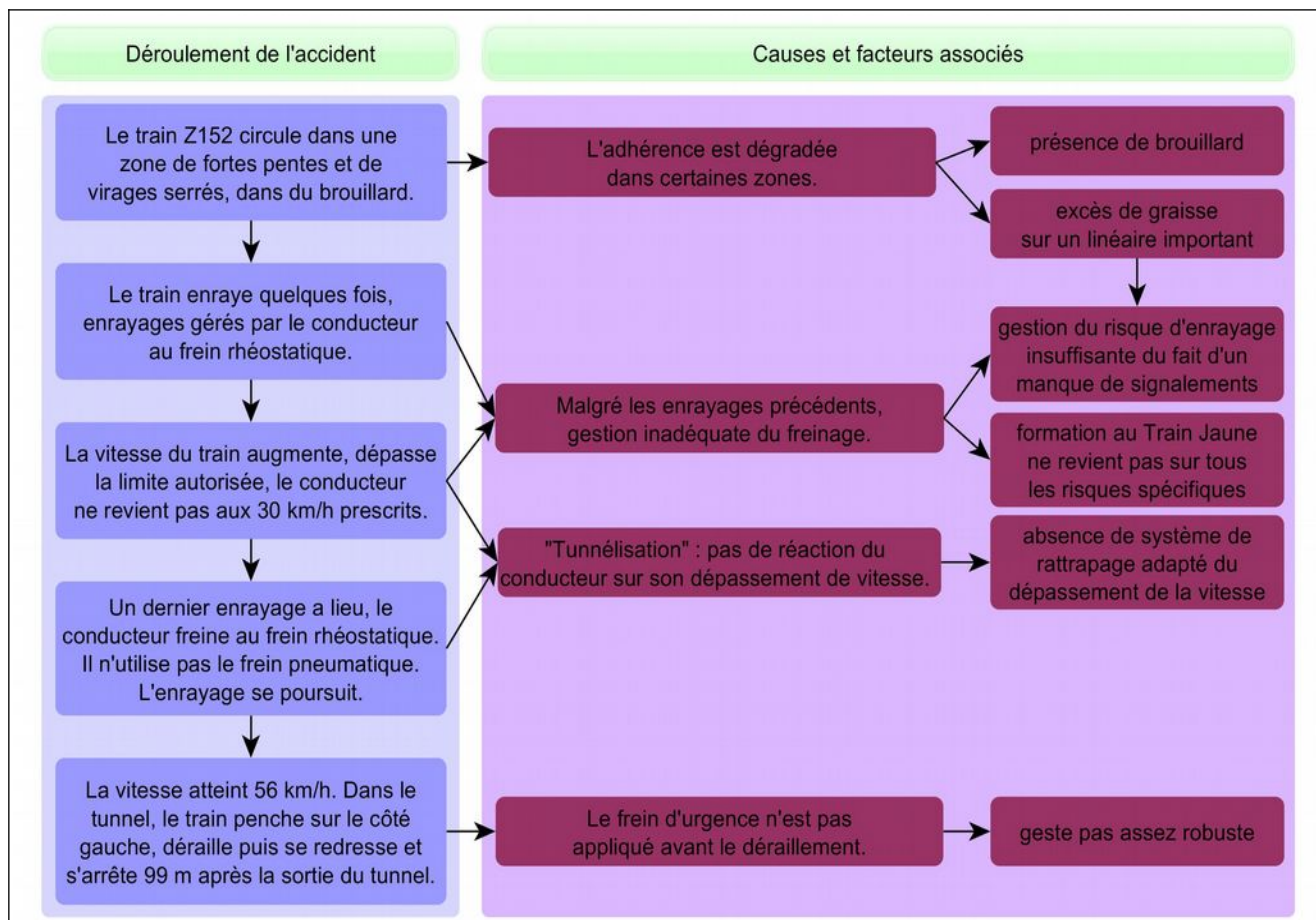 Déroulement de l'accident
Causes et facteurs associés
Le train Z152 circule dans une
zone de fortes pentes et de
virages serrés, dans du brouillard.
L'adhérence est dégradée
dans certaines zones.
présence de brouillard
excès de graisse
sur un linéaire important
Le train enraye quelques fois,
enrayages gérés par le conducteur
au frein rhéostatique.
gestion du risque d'enrayage
insuffisante du fait d'un
manque de signalements
Malgré les enrayages précédents,
gestion inadéquate du freinage.
formation au Train Jaune
ne revient pas sur tous
les risques spécifiques
La vitesse du train augmente, dépasse
la limite autorisée, le conducteur
ne revient pas aux 30 km/h prescrits.
"Tunnélisation" : pas de réaction du
conducteur sur son dépassement de vitesse.
absence de système de
rattrapage adapté du
dépassement de la vitesse
Un dernier enrayage a lieu, le
conducteur freine au frein rhéostatique.
Il n'utilise pas le frein pneumatique.
L'enrayage se poursuit.
La vitesse atteint 56 km/h. Dans le
tunnel, le train penche sur le côté
gauche, déraille puis se redresse et
s'arrête 99 m après la sortie du tunnel.
Le frein d'urgence n'est pas
appliqué avant le déraillement.
geste pas assez robuste